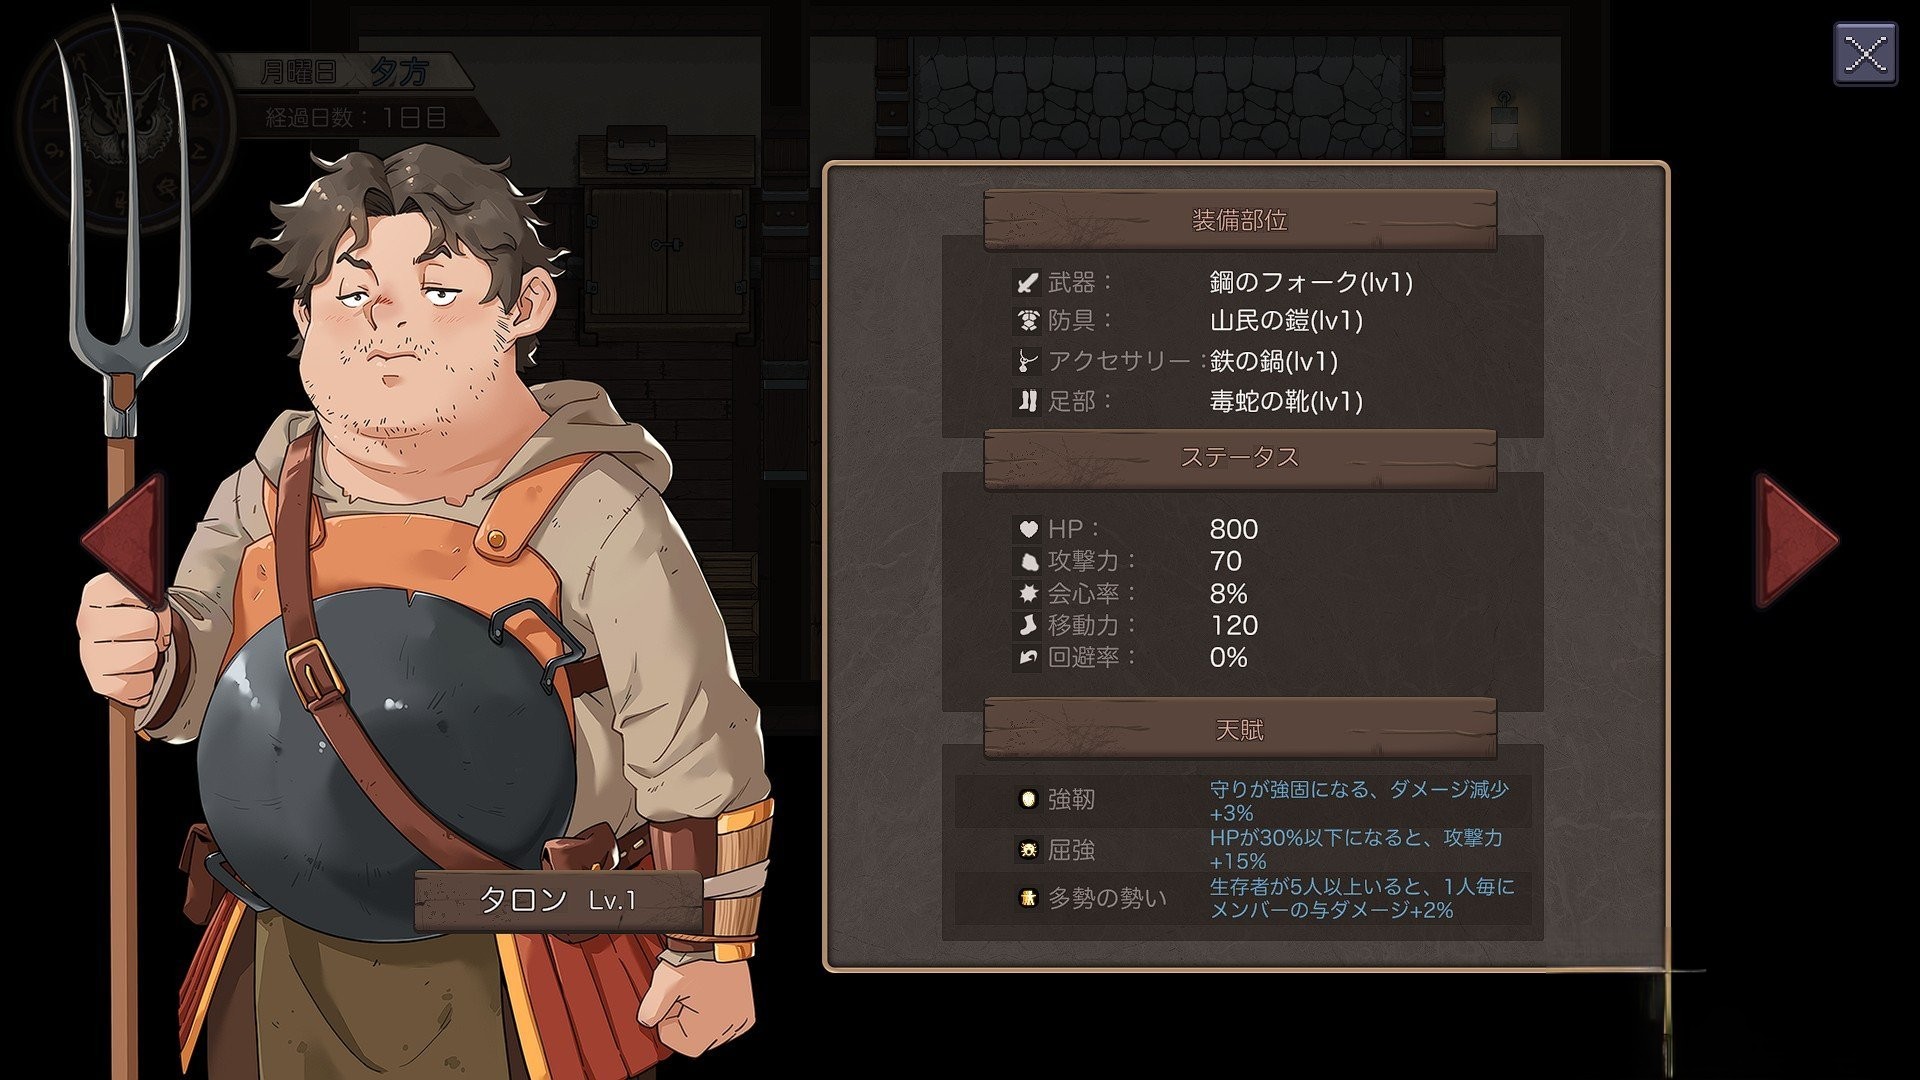 月曜日 夕方
経過日数： 1日目
装備部位
武器： 鋼のフォーク(lv1)
防具： 山民の鎧(lv1)
アクセサリー： 鉄の鍋(lv1)
足部： 毒蛇の靴(lv1)
ステータス
HP： 800
攻撃力： 70
会心率： 8%
移動力： 120
回避率： 0%
天賦
強靭 守りが強固になる、ダメージ減少
+3%
屈強 HPが30%以下になると、攻撃力
+15%
多勢の勢い 生存者が5人以上いると、1人毎に
メンバーの与ダメージ+2%
タロン Lv.1